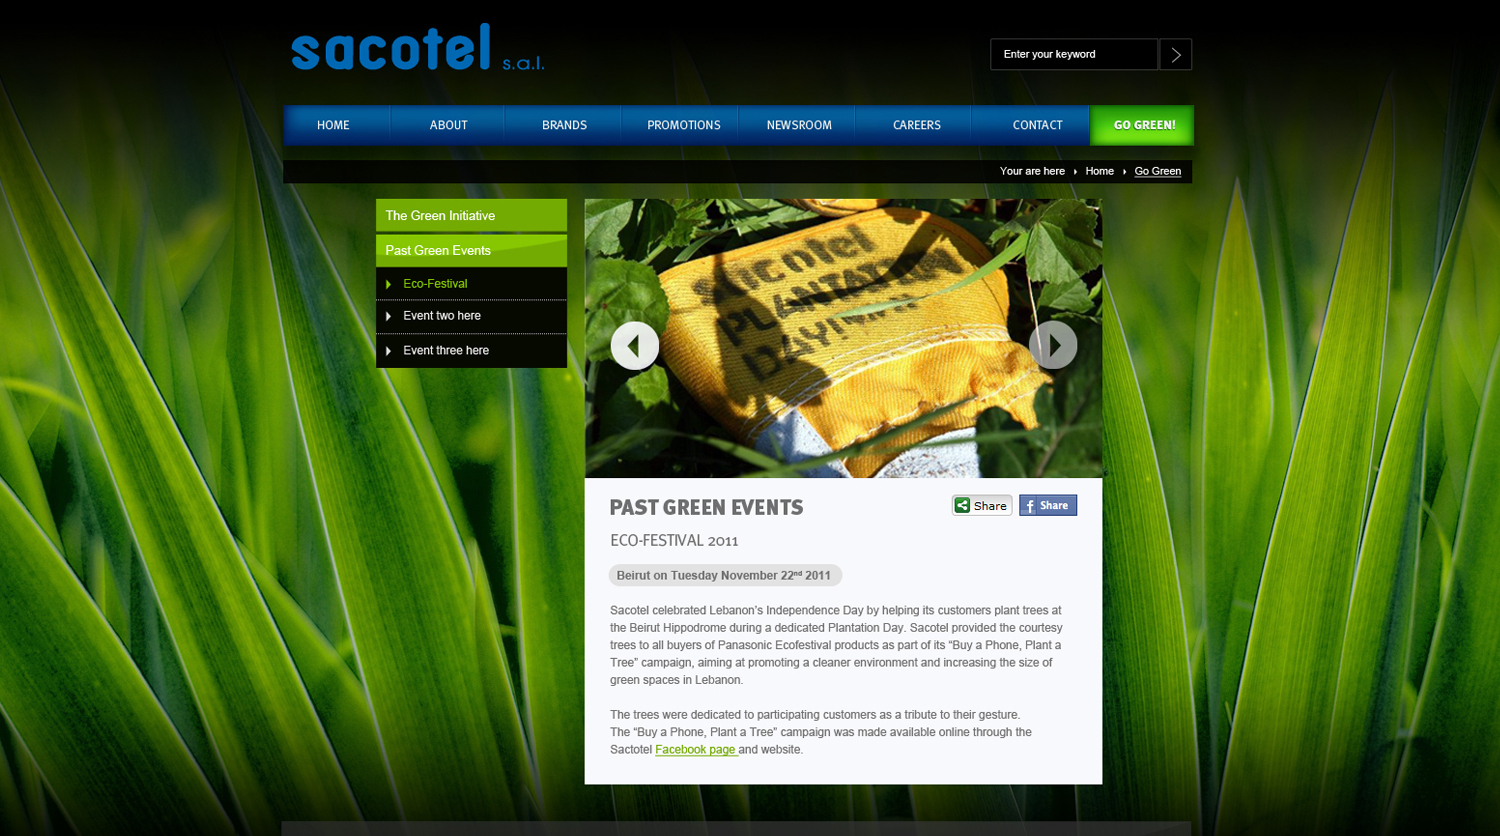 sacotel s.a.l.
Enter your keyword
HOME ABOUT BRANDS PROMOTIONS NEWSROOM CAREERS CONTACT GO GREEN!
Your are here Home Go Green
The Green Initiative
Past Green Events
Eco-Festival
Event two here
Event three here
SACOTEL
PLANTATION
DAY!
PAST GREEN EVENTS
Share
Share
ECO-FESTIVAL 2011
Beirut on Tuesday November 22nd 2011
Sacotel celebrated Lebanon’s Independence Day by helping its customers plant trees at
the Beirut Hippodrome during a dedicated Plantation Day. Sacotel provided the courtesy
trees to all buyers of Panasonic Ecofestival products as part of its “Buy a Phone, Plant a
Tree” campaign, aiming at promoting a cleaner environment and increasing the size of
green spaces in Lebanon.
The trees were dedicated to participating customers as a tribute to their gesture.
The “Buy a Phone, Plant a Tree” campaign was made available online through the
Sactotel Facebook page and website.